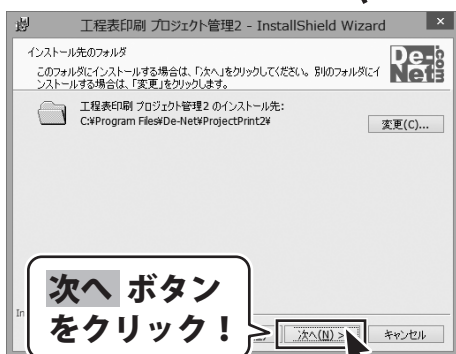 工程表印刷 プロジェクト管理2 - InstallShield Wizard
×
インストール先のフォルダ
このフォルダにインストールする場合は、「次へ」をクリックしてください。別のフォルダにイ
ンストールする場合は、「変更」をクリックします。
De-
Net
工程表印刷 プロジェクト管理2 のインストール先:
C:¥Program Files¥De-Net¥ProjectPrint2¥
変更(C)...
次へ ボタン
をクリック！
In
次へ(N) >
キャンセル